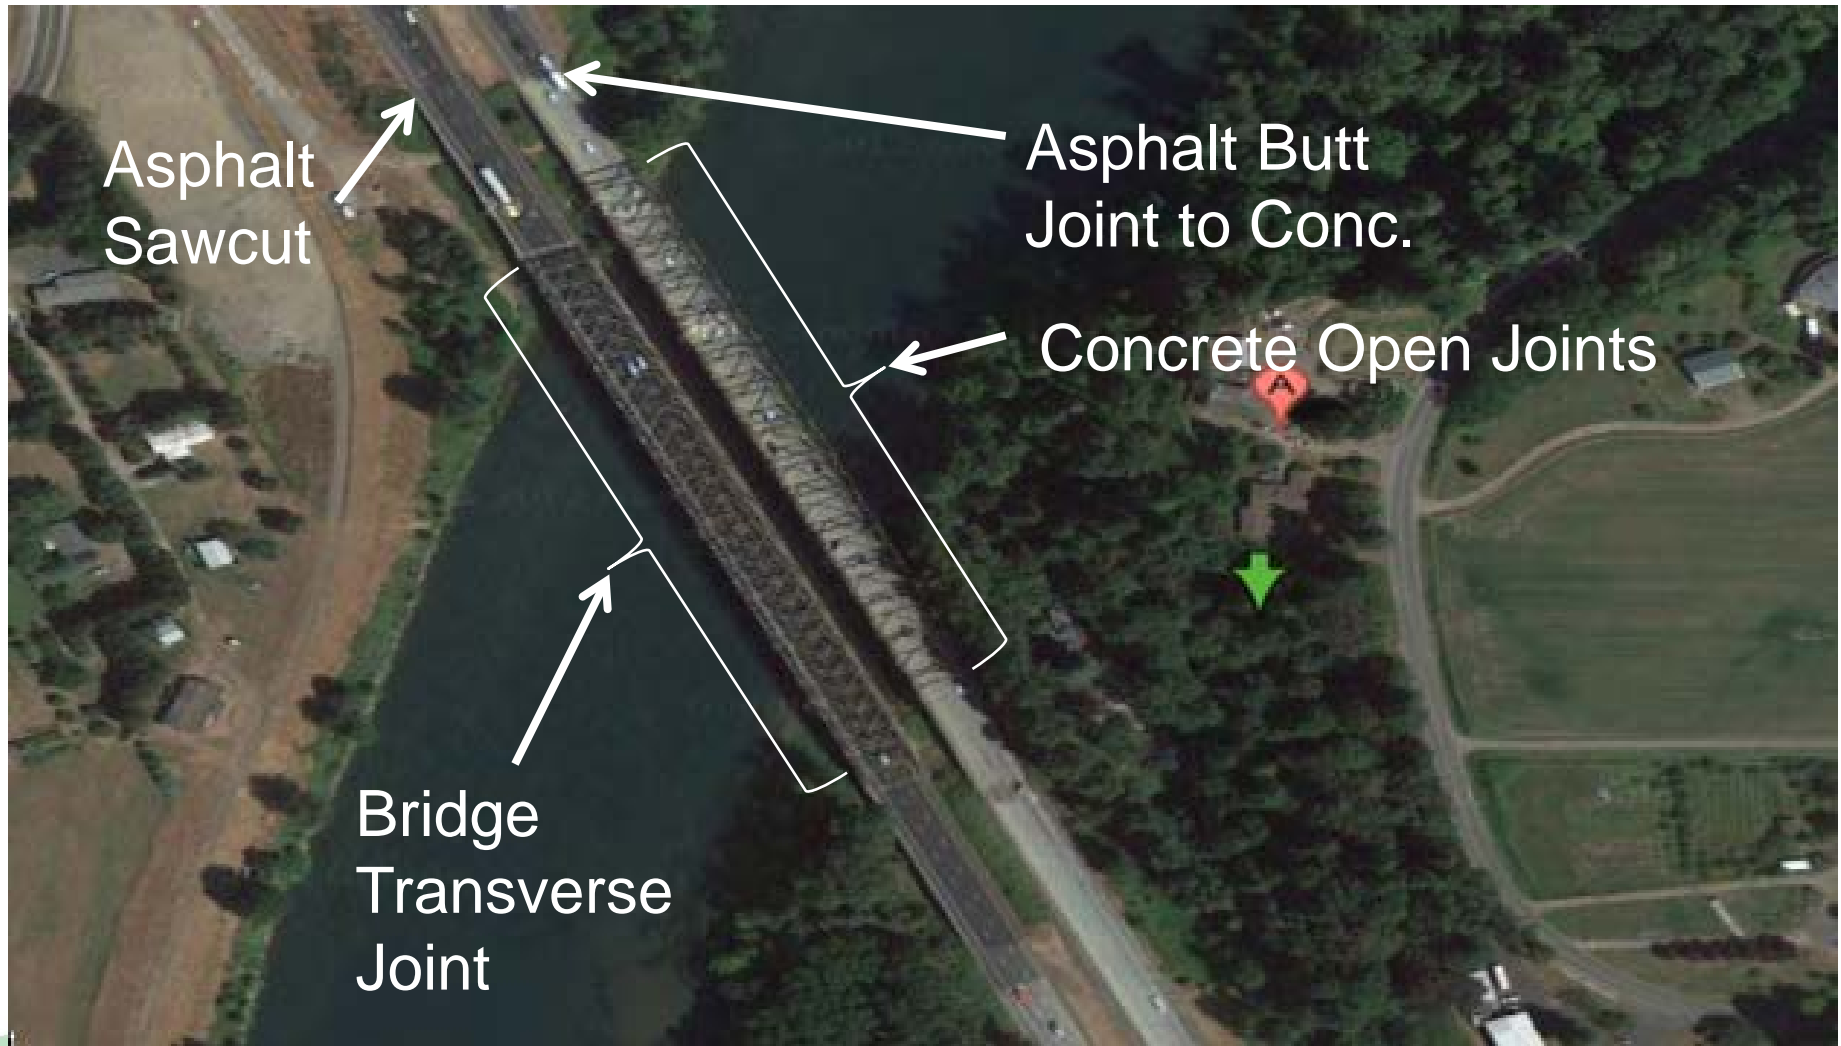 Asphalt
Sawcut
Asphalt Butt
Joint to Conc.
Concrete Open Joints
A
Bridge
Transverse
Joint